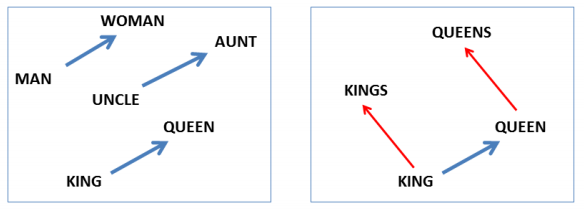 WOMAN
AUNT
MAN
UNCLE
QUEEN
KING
QUEENS
KINGS
QUEEN
KING